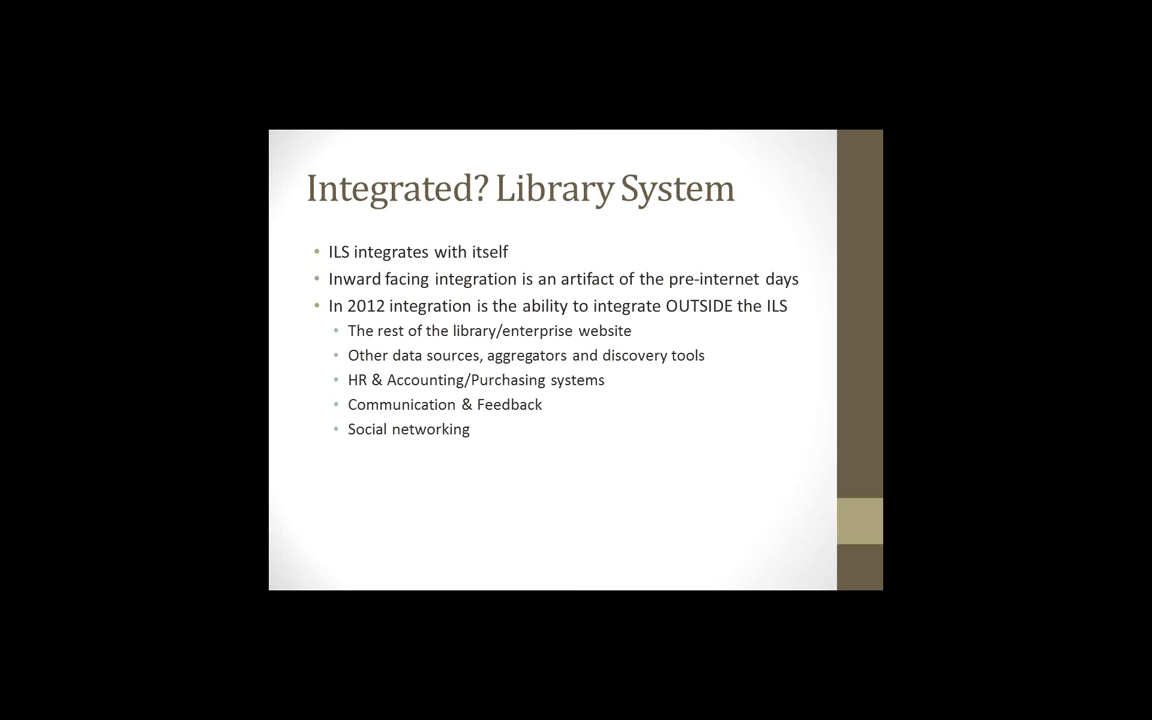 Integrated? Library System
• ILS integrates with itself
• Inward facing integration is an artifact of the pre-internet days
• In 2012 integration is the ability to integrate OUTSIDE the ILS
• The rest of the library/enterprise website
• Other data sources, aggregators and discovery tools
• HR & Accounting/Purchasing systems
• Communication & Feedback
• Social networking